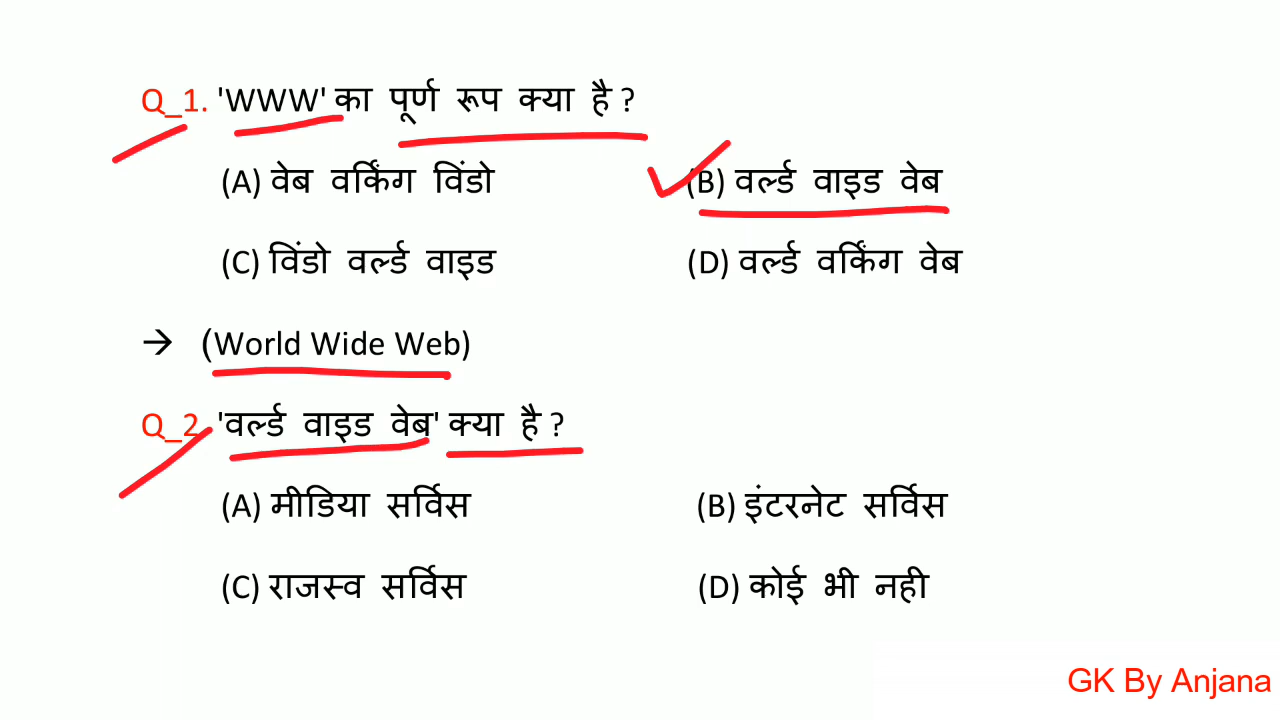 Q_1. 'WWW' का पूर्ण रूप क्या है ?
(A) वेब वर्किंग विंडो (B) वर्ल्ड वाइड वेब
(C) विंडो वर्ल्ड वाइड (D) वर्ल्ड वर्किंग वेब
→ (World Wide Web)
Q_2. 'वर्ल्ड वाइड वेब' क्या है ?
(A) मीडिया सर्विस (B) इंटरनेट सर्विस
(C) राजस्व सर्विस (D) कोई भी नही
GK By Anjana